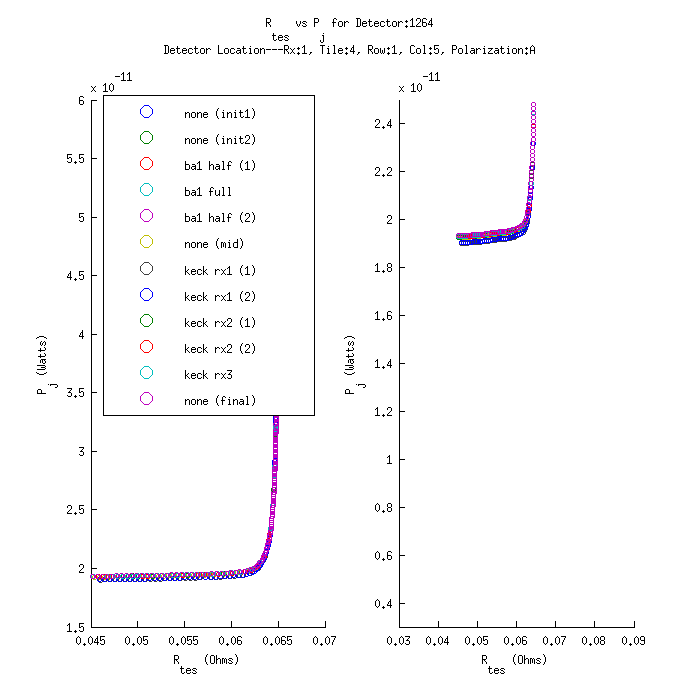 R_tes vs P_j for Detector:1264
Detector Location---Rx:1, Tile:4, Row:1, Col:5, Polarization:A
x 10^-11
6
5.5
5
4.5
4
3.5
3
2.5
2
1.5
P_j (Watts)
none (init1)
none (init2)
ba1 half (1)
ba1 full
ba1 half (2)
none (mid)
keck rx1 (1)
keck rx1 (2)
keck rx2 (1)
keck rx2 (2)
keck rx3
none (final)
0.045 0.05 0.055 0.06 0.065 0.07
R_tes (Ohms)
x 10^-11
2.4
2.2
2
1.8
1.6
1.4
1.2
1
0.8
0.6
0.4
P_j (Watts)
0.03 0.04 0.05 0.06 0.07 0.08 0.09
R_tes (Ohms)